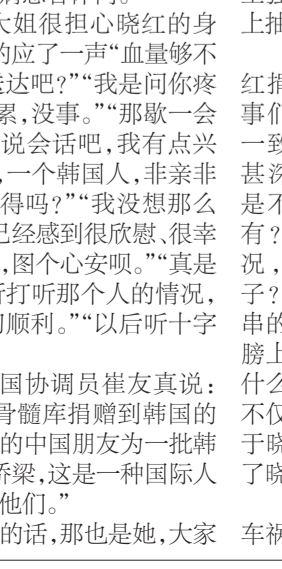 大姐很担心晓红的身
的应了一声“血量够不
运达吧?”“我是问你疼
累,没事。”“那歇一会
说会话吧,我有点兴
,一个韩国人,非亲非
得吗?”“我没想那么
已经感到很欣慰、很幸
,图个心安呗。”“真是
打听那个人的情况,
顺利。”“以后听十字
国协调员崔友真说:
骨髓库捐赠到韩国的
的中国朋友为一批韩
桥梁,这是一种国际人
他们。”
的话,那也是她,大家
上抽
红捐
事们
一致
甚深
是不
有?
况,
子?
串的
膀上
什么
不仅
于晓
了晓
车祸